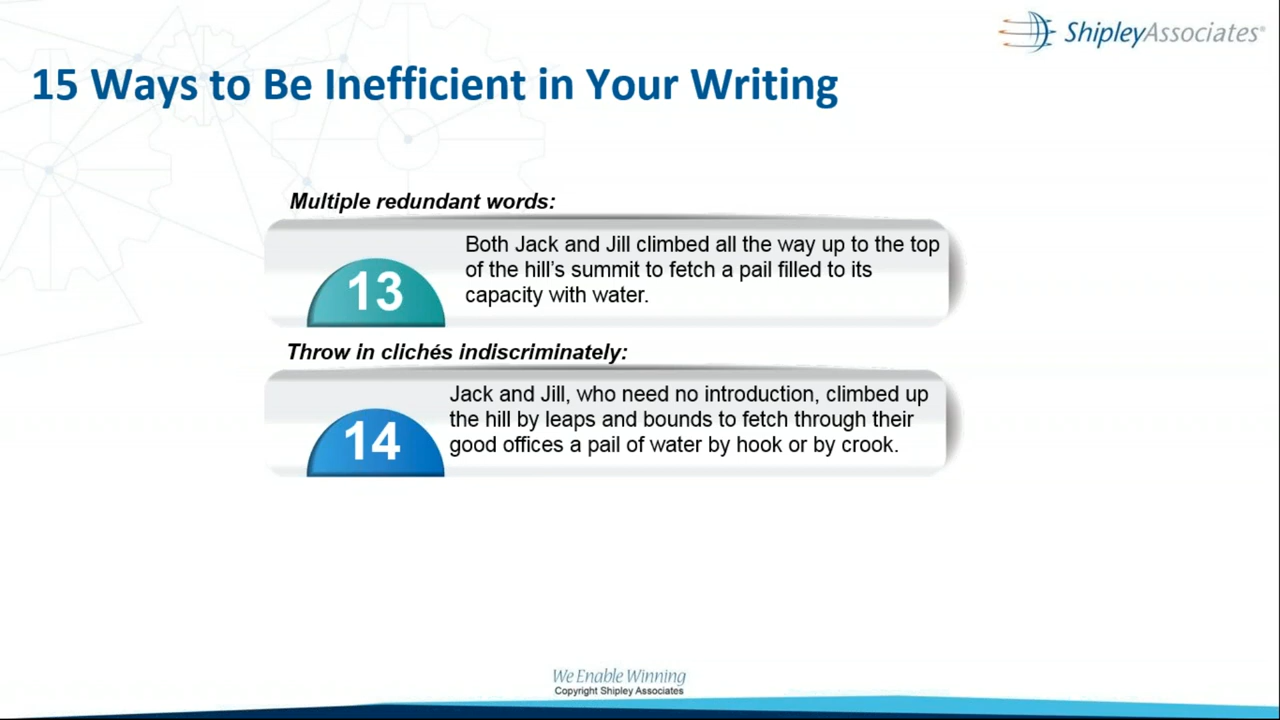 ShipleyAssociates®
15 Ways to Be Inefficient in Your Writing
Multiple redundant words:
13
Both Jack and Jill climbed all the way up to the top
of the hill's summit to fetch a pail filled to its
capacity with water.
Throw in clichés indiscriminately:
14
Jack and Jill, who need no introduction, climbed up
the hill by leaps and bounds to fetch through their
good offices a pail of water by hook or by crook.
We Enable Winning
Copyright Shipley Associates